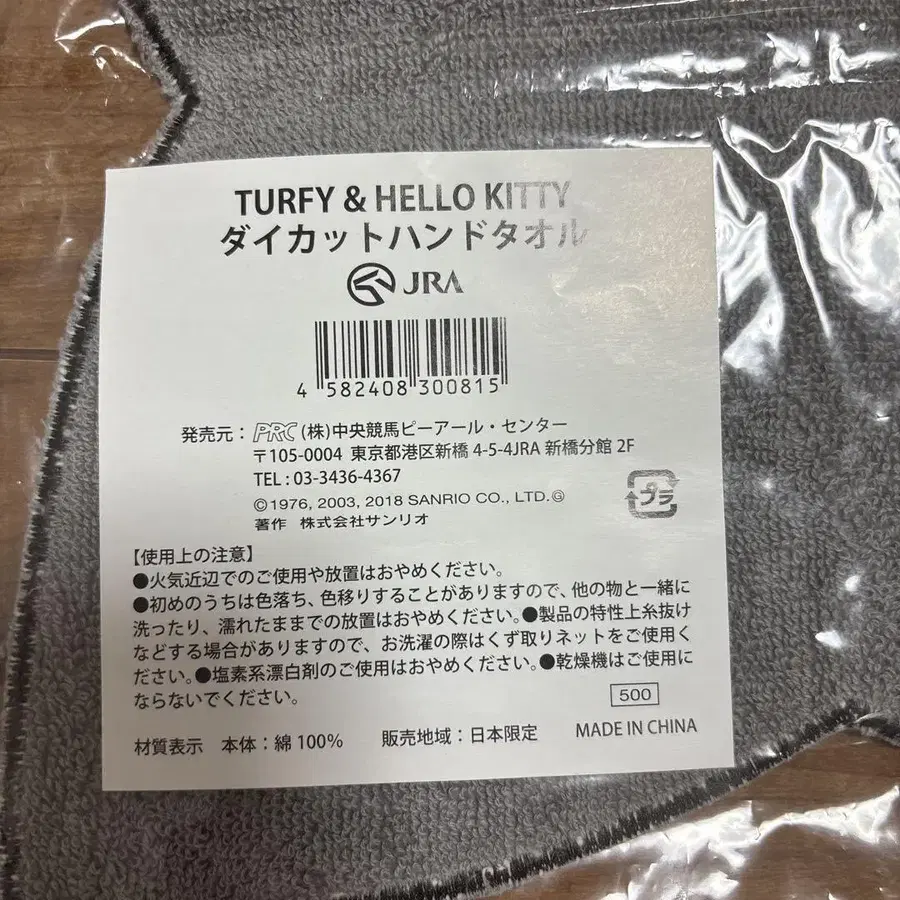 TURFY & HELLO KITTY
ダイカットハンドタオル
JRA
4 582408 300815
発売元：PRC (株)中央競馬ピーアール・センター
〒105-0004 東京都港区新橋 4-5-4JRA 新橋分館 2F
TEL : 03-3436-4367
©1976, 2003, 2018 SANRIO CO., LTD. Ⓖ
著作 株式会社サンリオ
プラ
【使用上の注意】
●火気近辺でのご使用や放置はおやめください。
●初めのうちは色落ち、色移りすることがありますので、他の物と一緒に
洗ったり、濡れたままでの放置はおやめください。●製品の特性上糸抜け
などする場合がありますので、お洗濯の際はくず取りネットをご使用く
ださい。●塩素系漂白剤のご使用はおやめください。●乾燥機はご使用に
ならないでください。
500
材質表示 本体：綿 100% 販売地域：日本限定 MADE IN CHINA